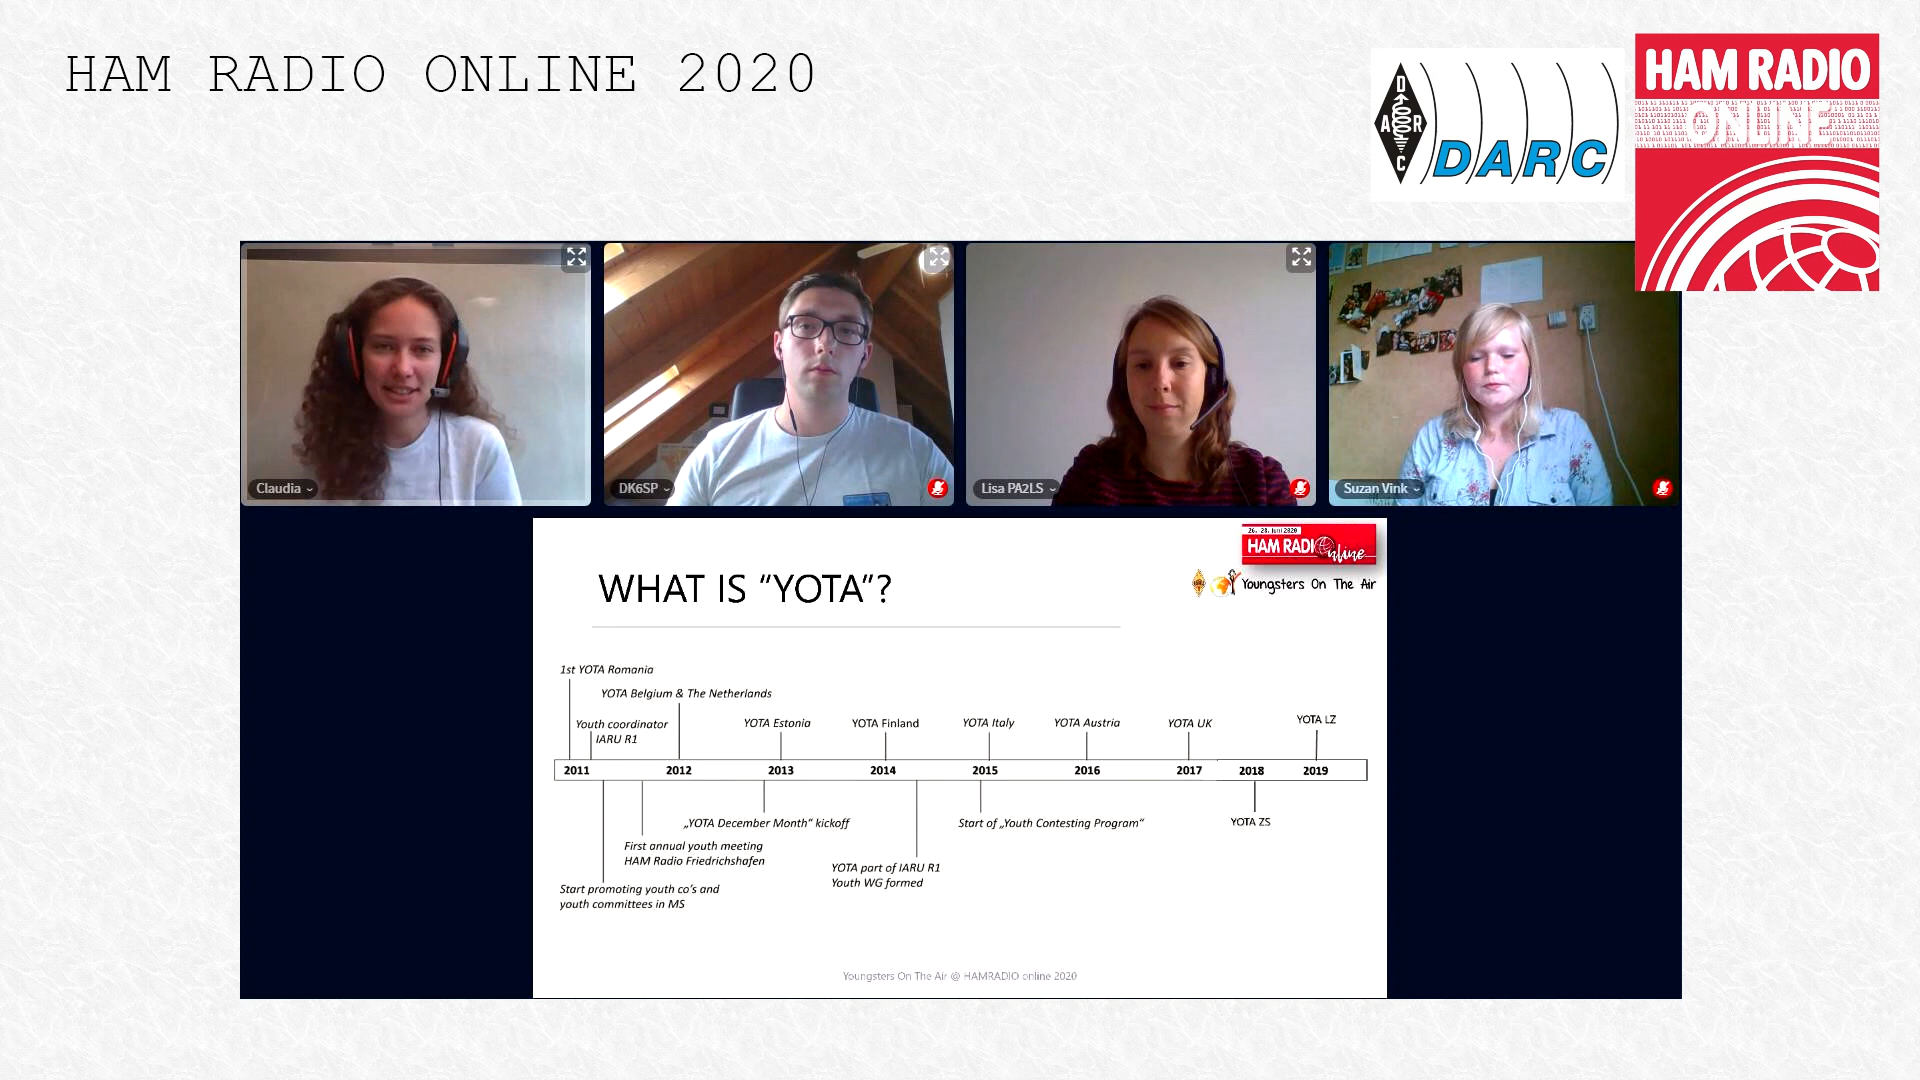 HAM RADIO ONLINE 2020
D
A R
C
DARC
HAM RADIO
ONLINE
Claudia
DK6SP
Lisa PA2LS
Suzan Vink
26.-28. Juni 2020
HAM RADIO nline
Youngsters On The Air
WHAT IS “YOTA”?
1st YOTA Romania
YOTA Belgium & The Netherlands
Youth coordinator
IARU R1
YOTA Estonia
YOTA Finland
YOTA Italy
YOTA Austria
YOTA UK
YOTA LZ
2011 2012 2013 2014 2015 2016 2017 2018 2019
„YOTA December Month“ kickoff
Start of „Youth Contesting Program“
YOTA ZS
First annual youth meeting
HAM Radio Friedrichshafen
YOTA part of IARU R1
Youth WG formed
Start promoting youth co’s and
youth committees in MS
Youngsters On The Air @ HAMRADIO online 2020